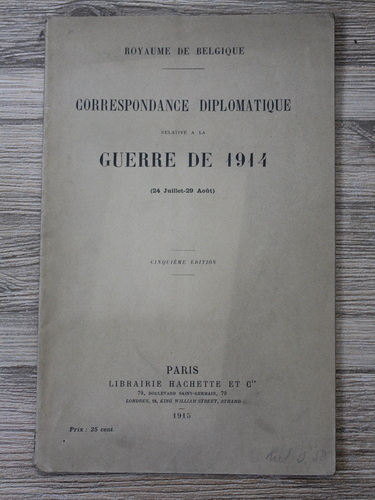 ROYAUME DE BELGIQUE
CORRESPONDANCE DIPLOMATIQUE
RELATIVE A LA
GUERRE DE 1914
(24 Juillet-29 Août)
CINQUIÈME ÉDITION
PARIS
LIBRAIRIE HACHETTE ET Cie
79, BOULEVARD SAINT-GERMAIN, 79
LONDRES, 18, KING WILLIAM STREET, STRAND
1915
Prix : 25 cent.